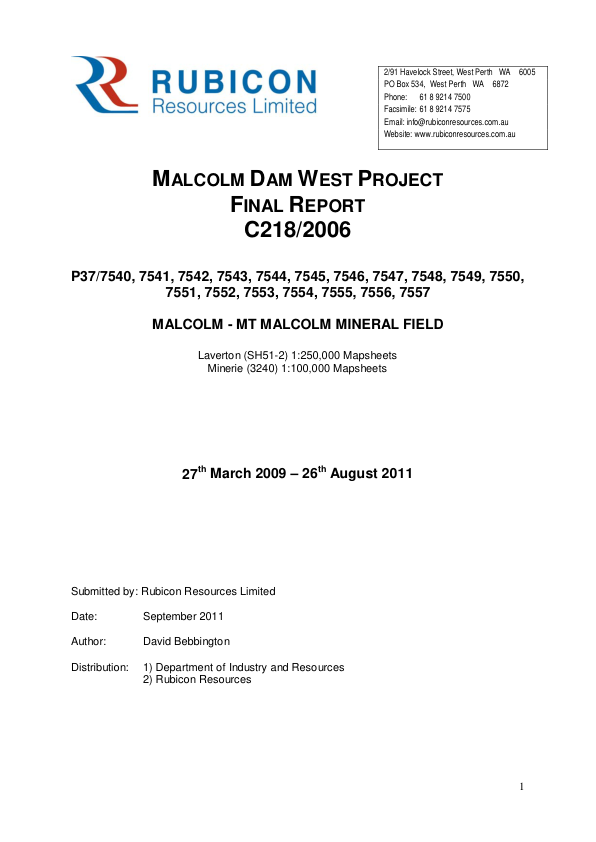 RUBICON
Resources Limited
2/91 Havelock Street, West Perth WA 6005
PO Box 534, West Perth WA 6872
Phone: 61 8 9214 7500
Facsimile: 61 8 9214 7575
Email: info@rubiconresources.com.au
Website: www.rubiconresources.com.au
MALCOLM DAM WEST PROJECT
FINAL REPORT
C218/2006
P37/7540, 7541, 7542, 7543, 7544, 7545, 7546, 7547, 7548, 7549, 7550,
7551, 7552, 7553, 7554, 7555, 7556, 7557
MALCOLM - MT MALCOLM MINERAL FIELD
Laverton (SH51-2) 1:250,000 Mapsheets
Minerie (3240) 1:100,000 Mapsheets
27th March 2009 – 26th August 2011
Submitted by: Rubicon Resources Limited
Date: September 2011
Author: David Bebbington
Distribution: 1) Department of Industry and Resources
2) Rubicon Resources
1